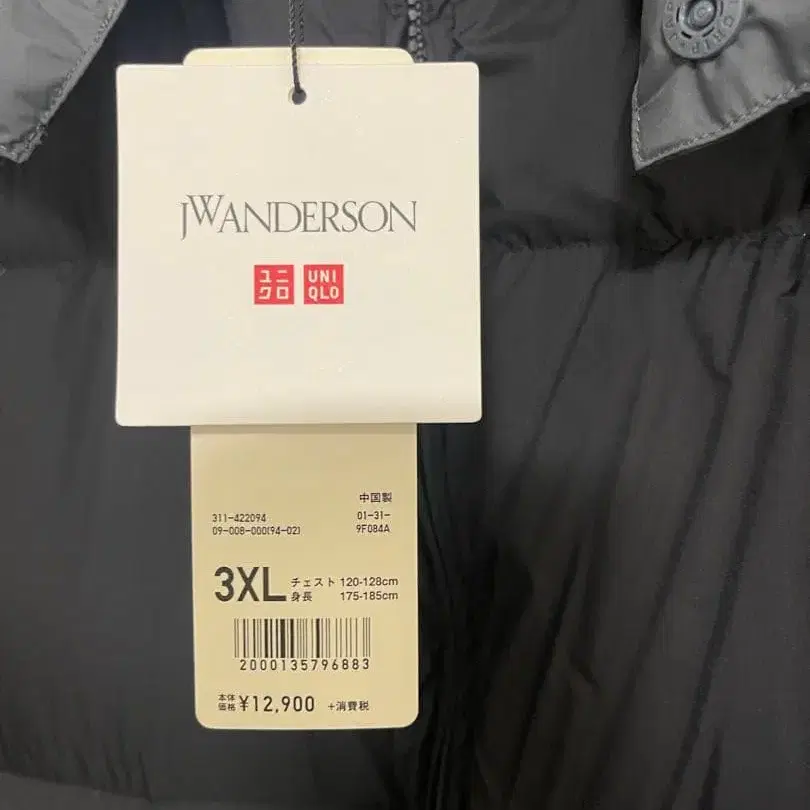 JWANDERSON
ユニクロ
UNIQLO
中国製
311-422094 01-31-
09-008-000(94-02) 9F084A
3XL チェスト 120-128cm
身長 175-185cm
2000135796883
本体価格 ¥12,900 +消費税